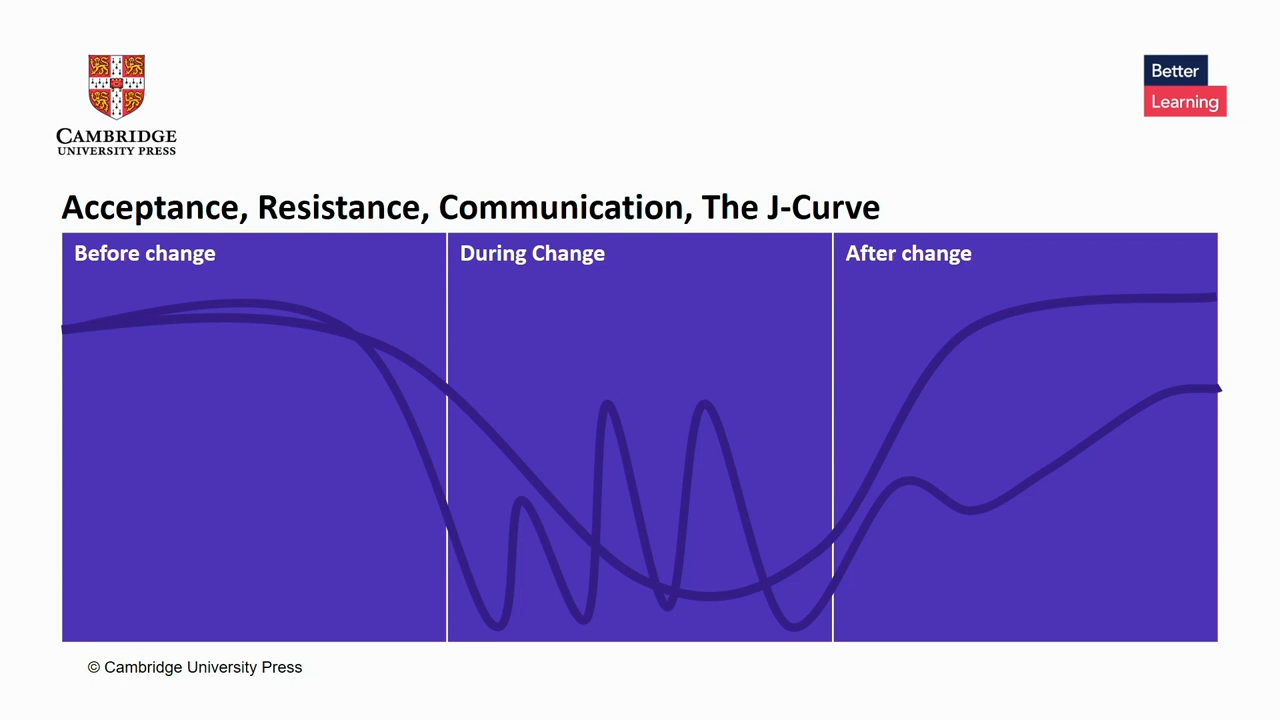 CAMBRIDGE
UNIVERSITY PRESS
Better
Learning
Acceptance, Resistance, Communication, The J-Curve
Before change
During Change
After change
© Cambridge University Press